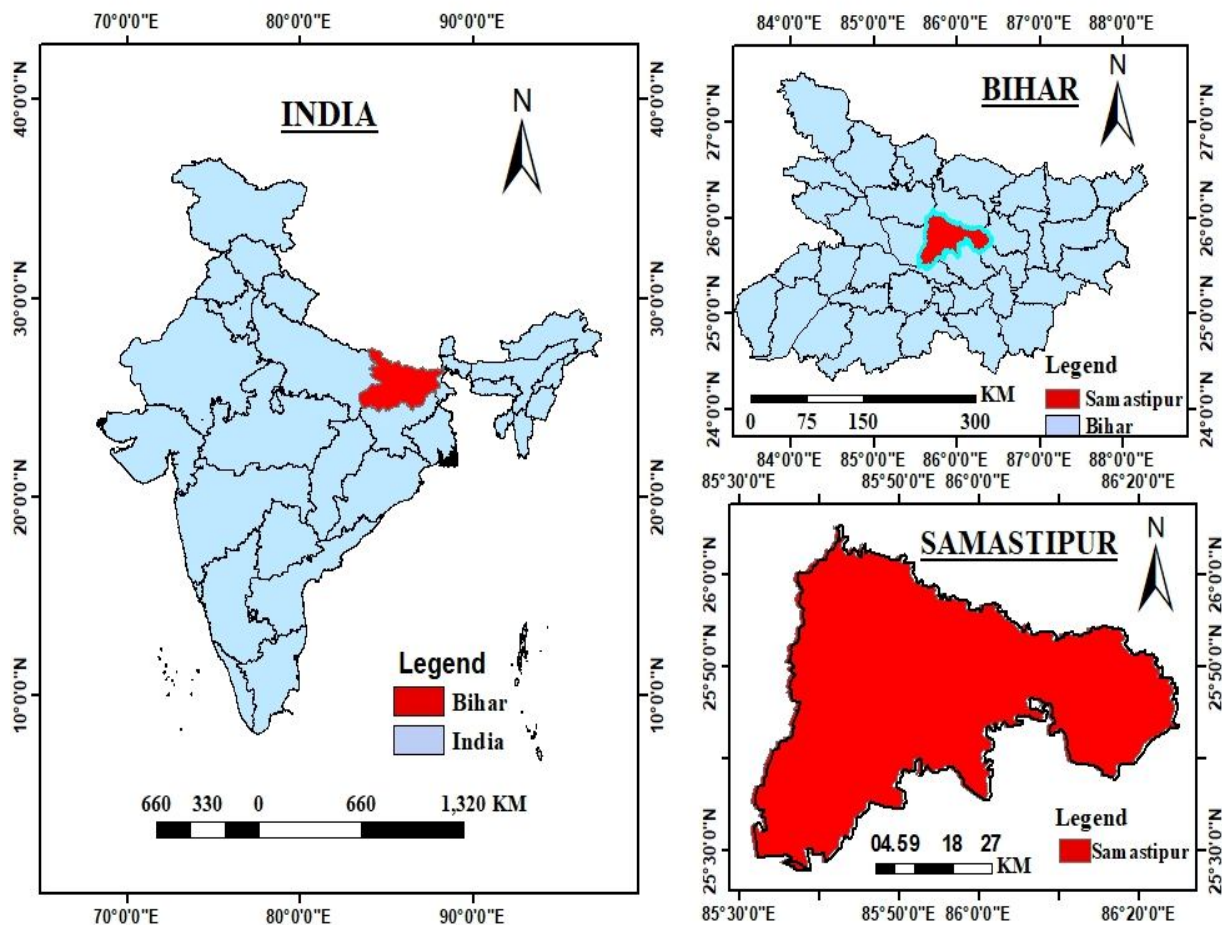 70°0'0"E 80°0'0"E 90°0'0"E
40°0'0"N
30°0'0"N
20°0'0"N
10°0'0"N
INDIA
N
Legend
Bihar
India
660 330 0 660 1,320 KM
40°0'0"N
30°0'0"N
20°0'0"N
10°0'0"N
70°0'0"E 80°0'0"E 90°0'0"E
84°0'0"E 85°0'0"E 86°0'0"E 87°0'0"E 88°0'0"E
27°0'0"N
26°0'0"N
25°0'0"N
24°0'0"N
BIHAR
N
Legend
Samastipur
Bihar
KM
0 75 150 300
27°0'0"N
26°0'0"N
25°0'0"N
24°0'0"N
84°0'0"E 85°0'0"E 86°0'0"E 87°0'0"E 88°0'0"E
85°30'0"E 85°50'0"E 86°0'0"E 86°20'0"E
26°0'0"N
25°50'0"N
25°30'0"N
SAMASTIPUR
N
Legend
Samastipur
04.59 18 27
KM
26°0'0"N
25°50'0"N
25°30'0"N
85°30'0"E 85°50'0"E 86°0'0"E 86°20'0"E